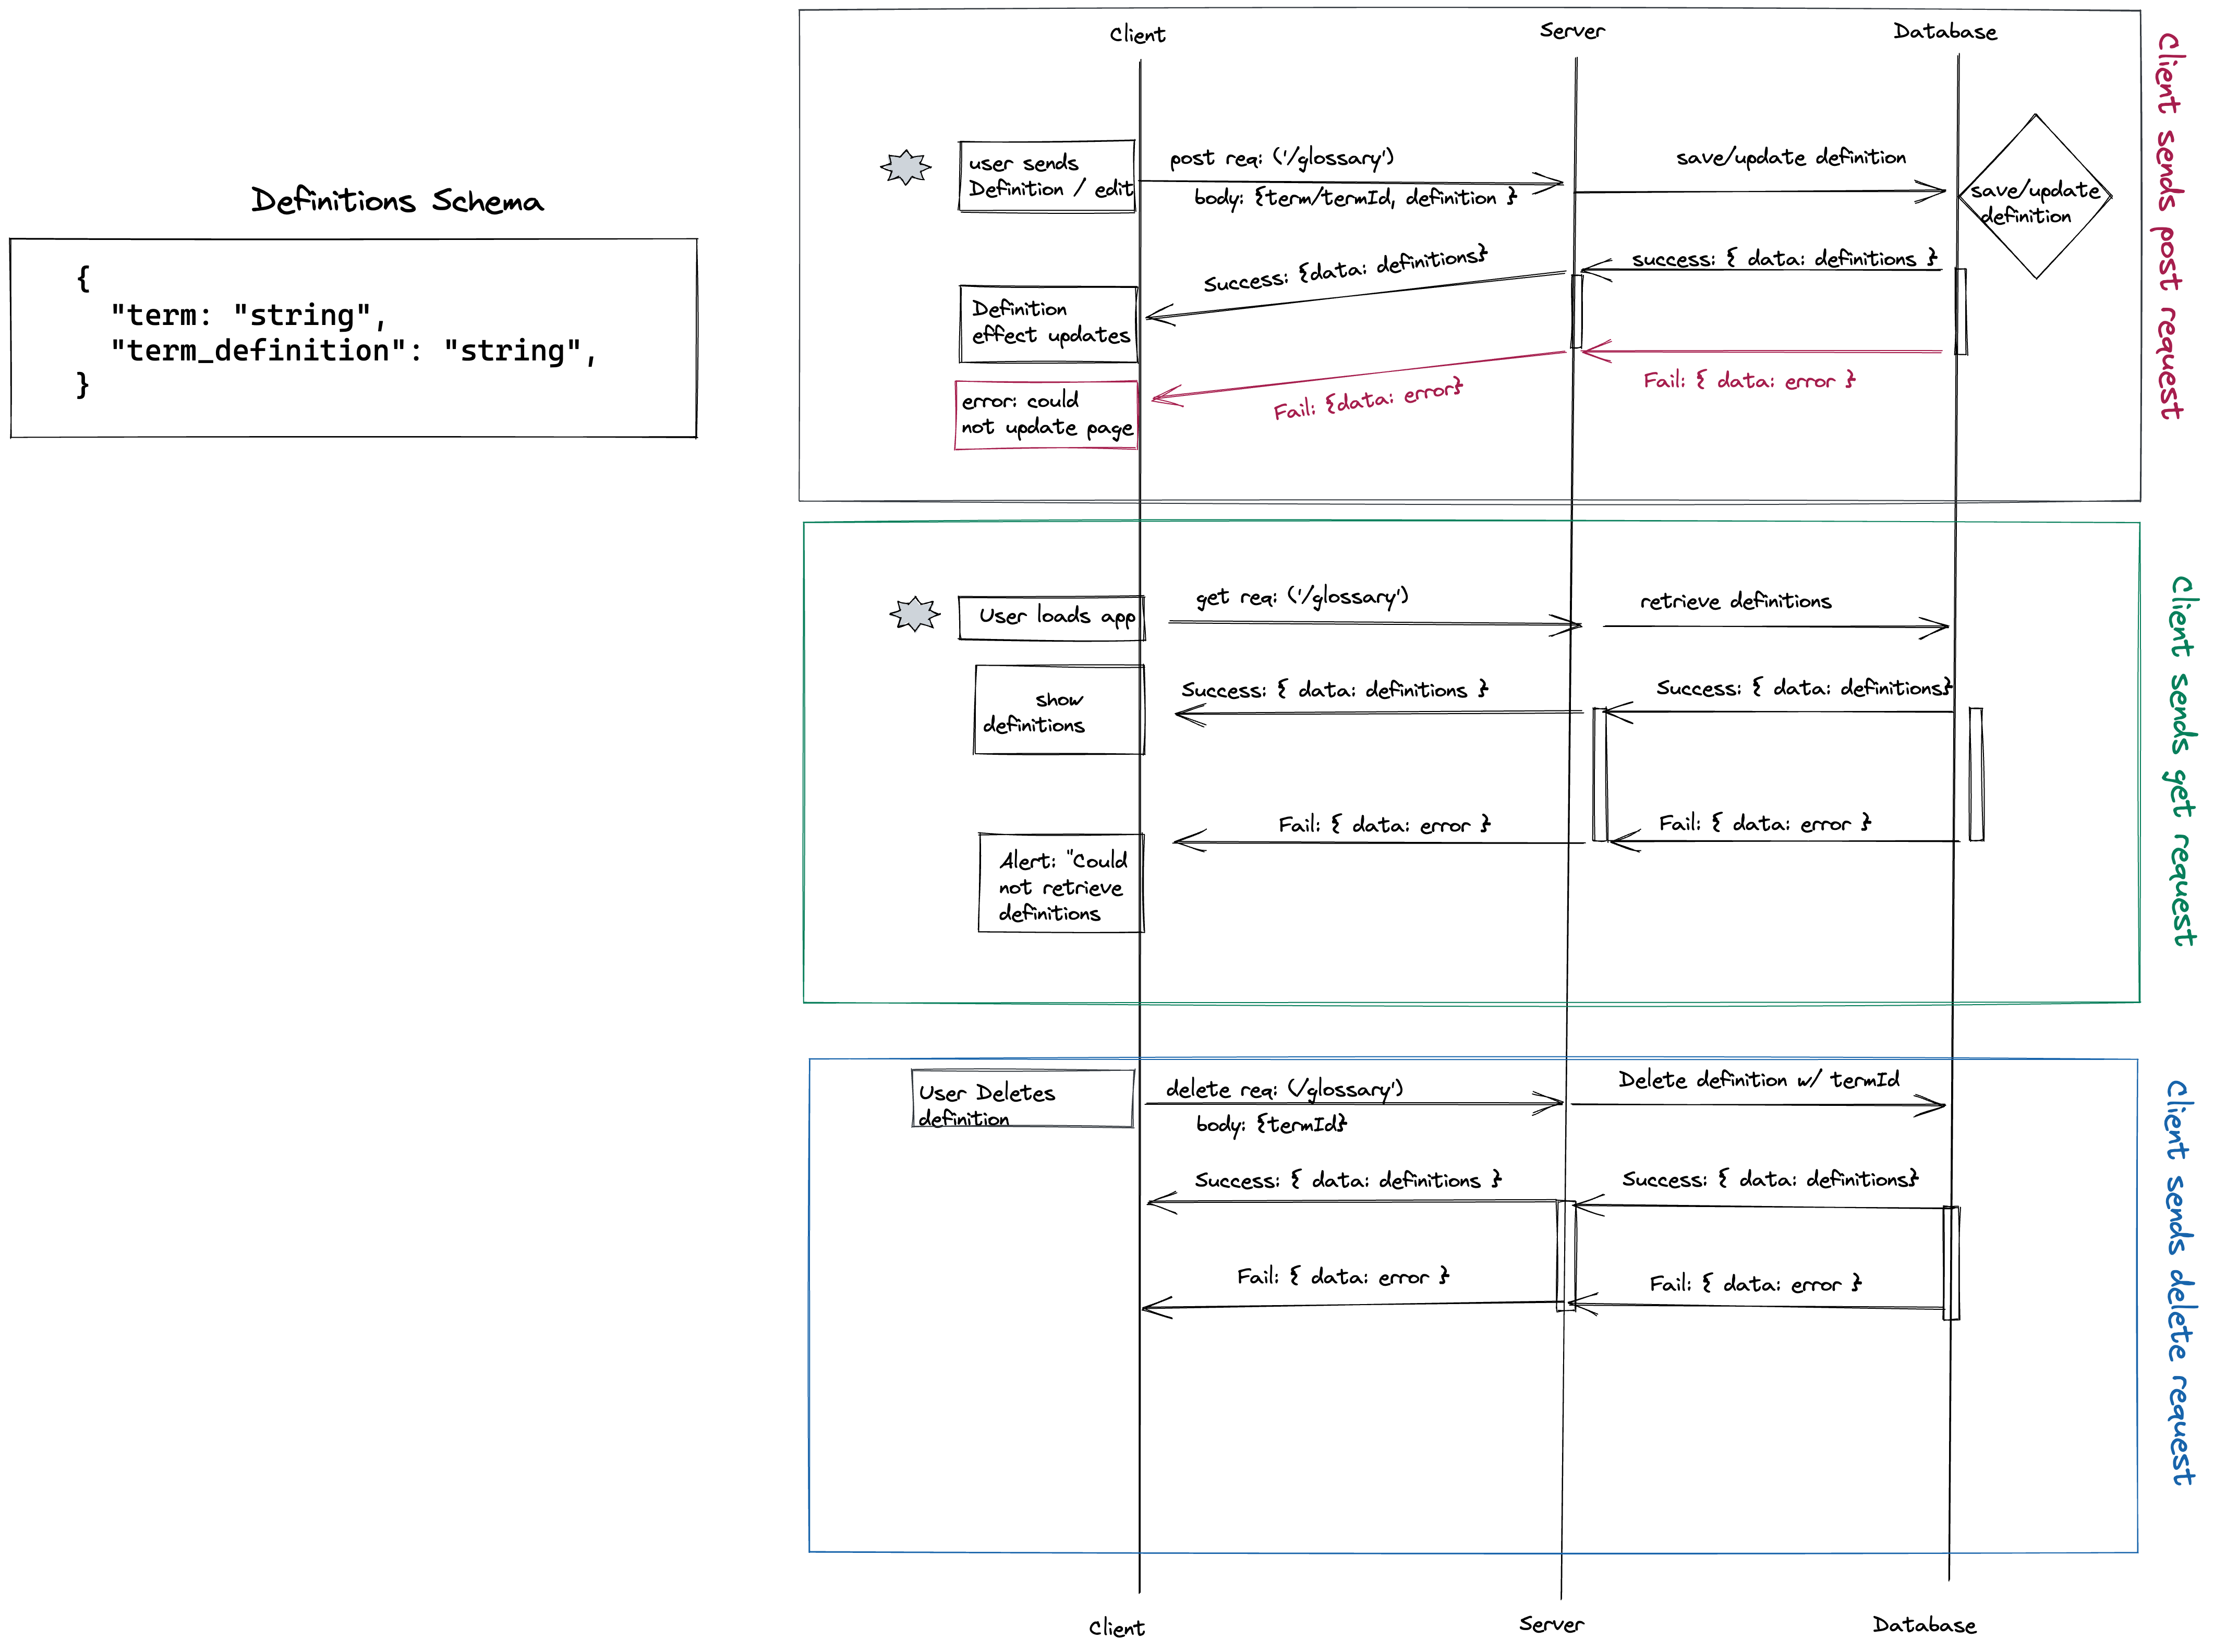 Definitions Schema
{
"term: "string",
"term_definition": "string",
}
Client
Server
Database
Client sends post request
user sends
Definition / edit
post req: ('/glossary')
body: {term/termId, definition }
save/update definition
save/update
definition
success: { data: definitions }
Success: {data: definitions}
Definition
effect updates
Fail: { data: error }
Fail: {data: error}
error: could
not update page
Client sends get request
User loads app
get req: ('/glossary')
retrieve definitions
Success: { data: definitions }
Success: { data: definitions}
show
definitions
Fail: { data: error }
Fail: { data: error }
Alert: "Could
not retrieve
definitions
Client sends delete request
User Deletes
definition
delete req: (/glossary')
body: {termId}
Delete definition w/ termId
Success: { data: definitions }
Success: { data: definitions}
Fail: { data: error }
Fail: { data: error }
Client
Server
Database